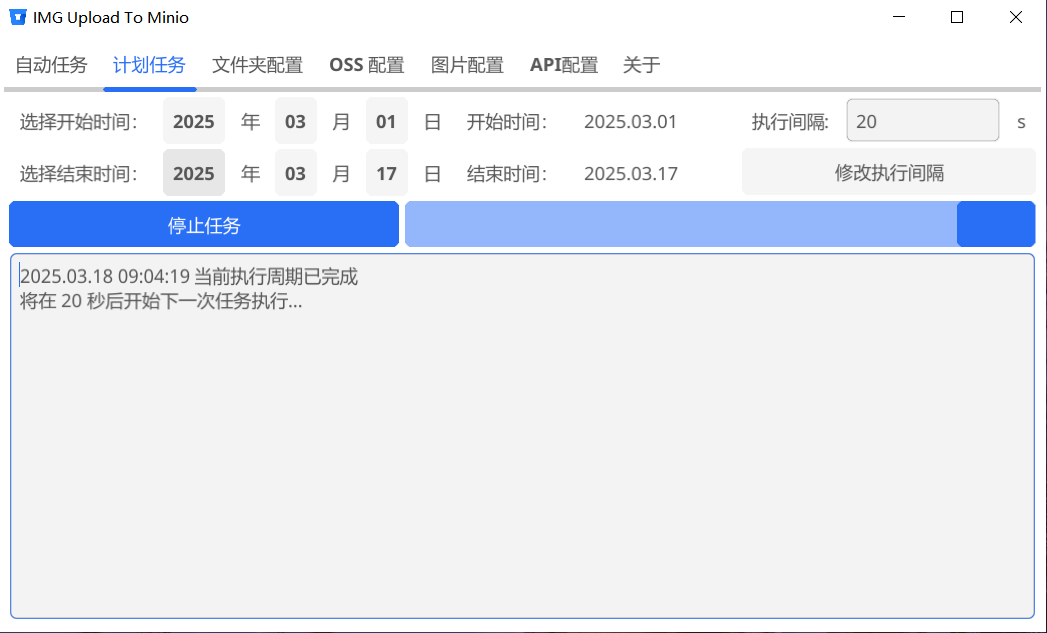 IMG Upload To Minio
自动任务 计划任务 文件夹配置 OSS 配置 图片配置 API配置 关于
选择开始时间： 2025 年 03 月 01 日 开始时间： 2025.03.01 执行间隔: 20 s
选择结束时间： 2025 年 03 月 17 日 结束时间： 2025.03.17 修改执行间隔
停止任务
2025.03.18 09:04:19 当前执行周期已完成
将在 20 秒后开始下一次任务执行...